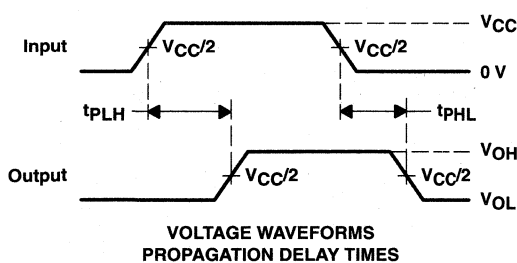 VCC
Input
VCC/2
VCC/2
0 V
tPLH
tPHL
VOH
Output
VCC/2
VCC/2
VOL
VOLTAGE WAVEFORMS
PROPAGATION DELAY TIMES